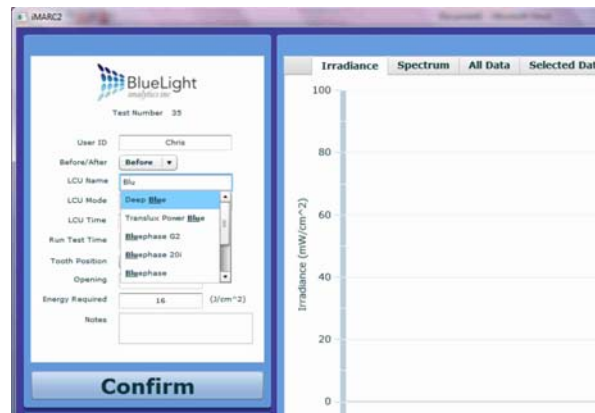 iMARC2
BlueLight
analytics inc
Test Number 35
User ID Chris
Before/After Before
LCU Name Blu
LCU Mode
Deep Blue
LCU Time
Translux Power Blue
Run Test Time
Bluephase G2
Bluephase 20i
Tooth Position
Bluephase
Opening
Energy Required 16 (J/cm^2)
Notes
Confirm
Irradiance Spectrum All Data Selected Dat
Irradiance (mW/cm^2)
100
80
60
40
20
0